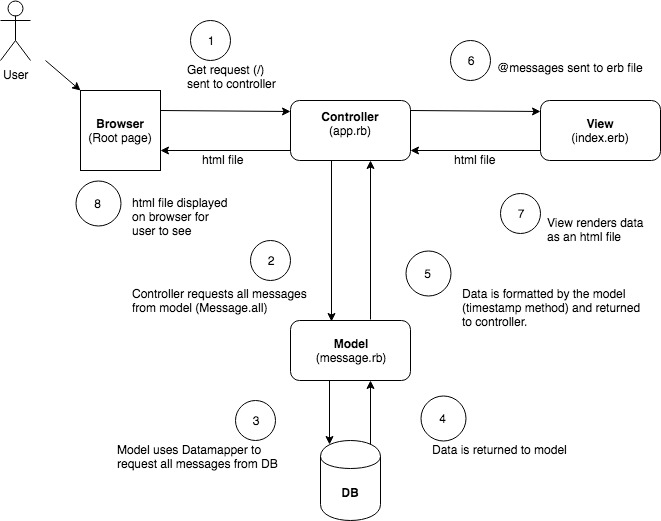 User
1
Get request (/)
sent to controller
6
@messages sent to erb file
Browser
(Root page)
Controller
(app.rb)
View
(index.erb)
html file
html file
8
html file displayed
on browser for
user to see
7
View renders data
as an html file
2
Controller requests all messages
from model (Message.all)
5
Data is formatted by the model
(timestamp method) and returned
to controller.
Model
(message.rb)
3
Model uses Datamapper to
request all messages from DB
4
Data is returned to model
DB